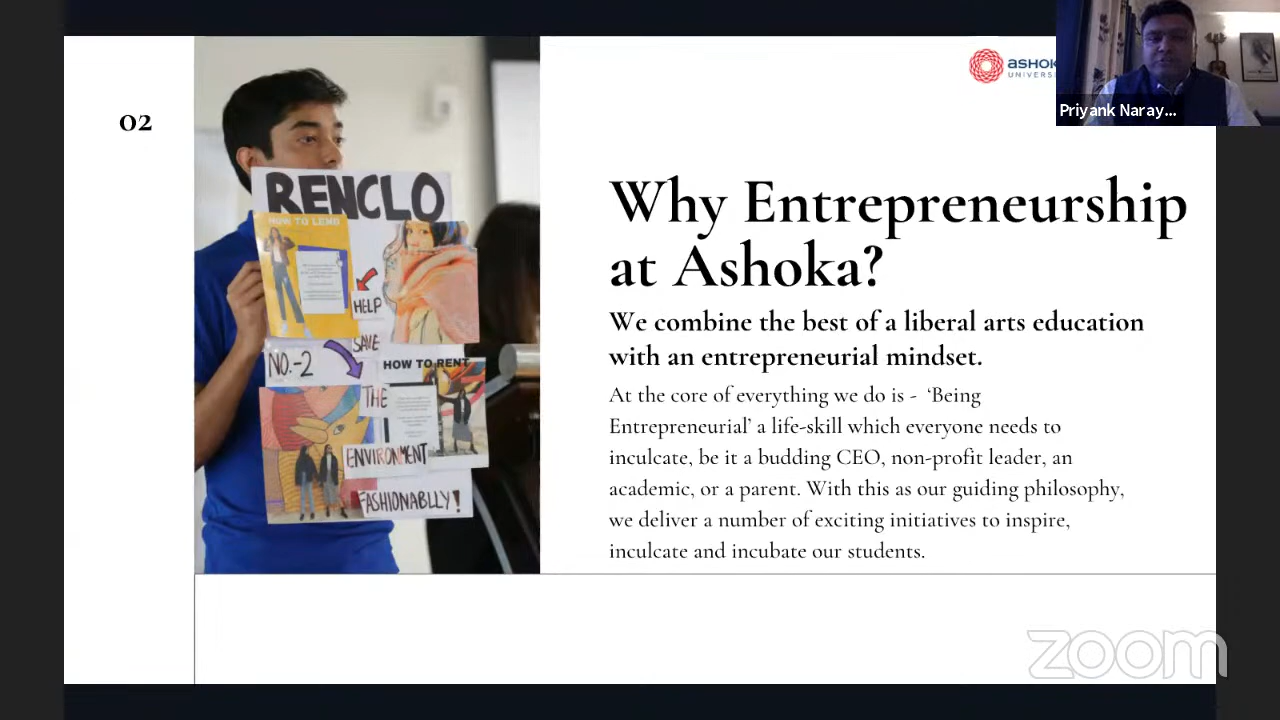 02
ASHOK
UNIVERS
Priyank Naray...
Why Entrepreneurship
at Ashoka?
We combine the best of a liberal arts education
with an entrepreneurial mindset.
At the core of everything we do is - ‘Being
Entrepreneurial’ a life-skill which everyone needs to
inculcate, be it a budding CEO, non-profit leader, an
academic, or a parent. With this as our guiding philosophy,
we deliver a number of exciting initiatives to inspire,
inculcate and incubate our students.
RENCLO
HOW TO LEND
HELP
SAVE
NO.-2
HOW TO RENT
THE
ENVIRONMENT
FASHIONABLLY!
zoom